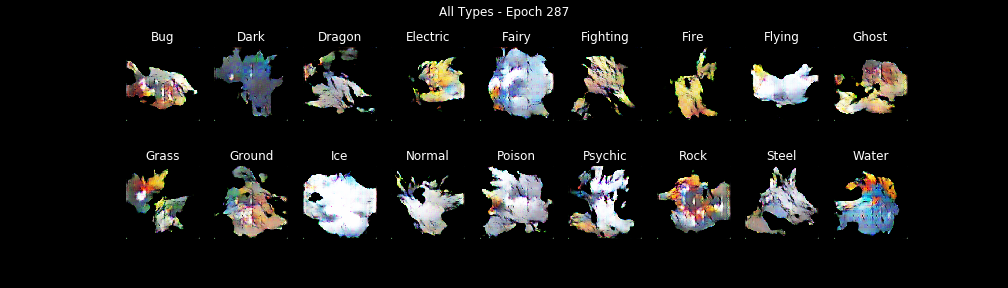 All Types - Epoch 287
Bug Dark Dragon Electric Fairy Fighting Fire Flying Ghost
Grass Ground Ice Normal Poison Psychic Rock Steel Water